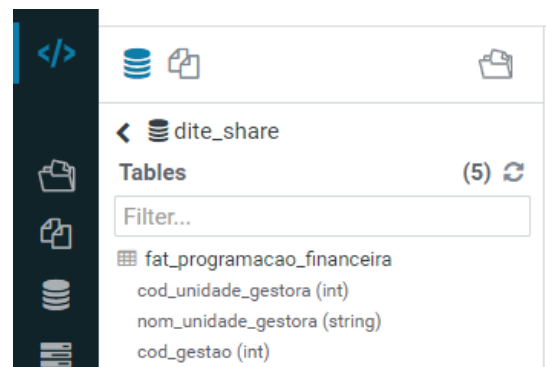 </>
dite_share
Tables (5)
Filter...
fat_programacao_financeira
cod_unidade_gestora (int)
nom_unidade_gestora (string)
cod_gestao (int)